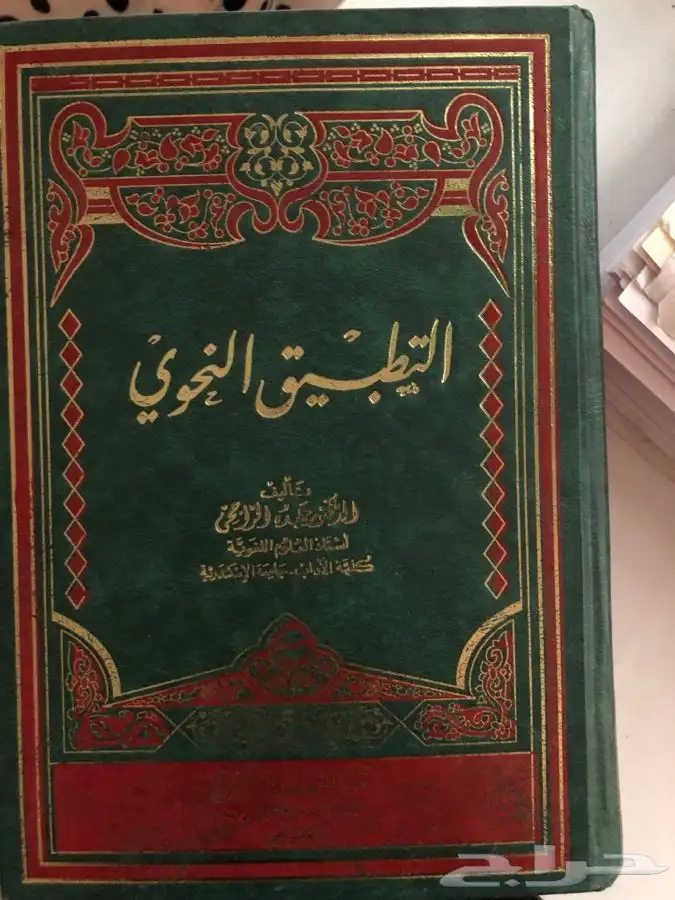 التطبيق النحوي
تأليف
الدكتور عبده الراجحي
أستاذ العلوم اللغوية
كلية الآداب - جامعة الإسكندرية
حراج